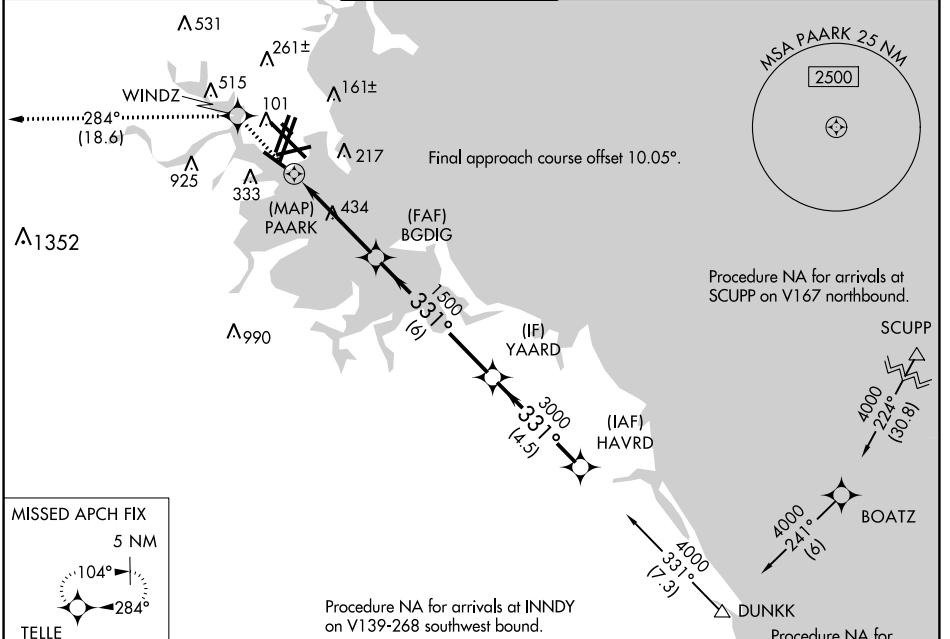 531
261±
515
161±
WINDZ
101
284°
(18.6)
217
925
333
(MAP)
PAARK
434
(FAF)
BGDIG
1352
990
Final approach course offset 10.05°.
MSA PAARK 25 NM
2500
Procedure NA for arrivals at
SCUPP on V167 northbound.
1500
331°
(6)
(IF)
YAARD
3000
331°
(4.5)
(IAF)
HAVRD
SCUPP
4000
224°
(30.8)
BOATZ
4000
241°
(6)
4000
331°
(7.3)
DUNKK
MISSED APCH FIX
5 NM
104°
284°
TELLE
Procedure NA for arrivals at INNDY
on V139-268 southwest bound.
Procedure NA for